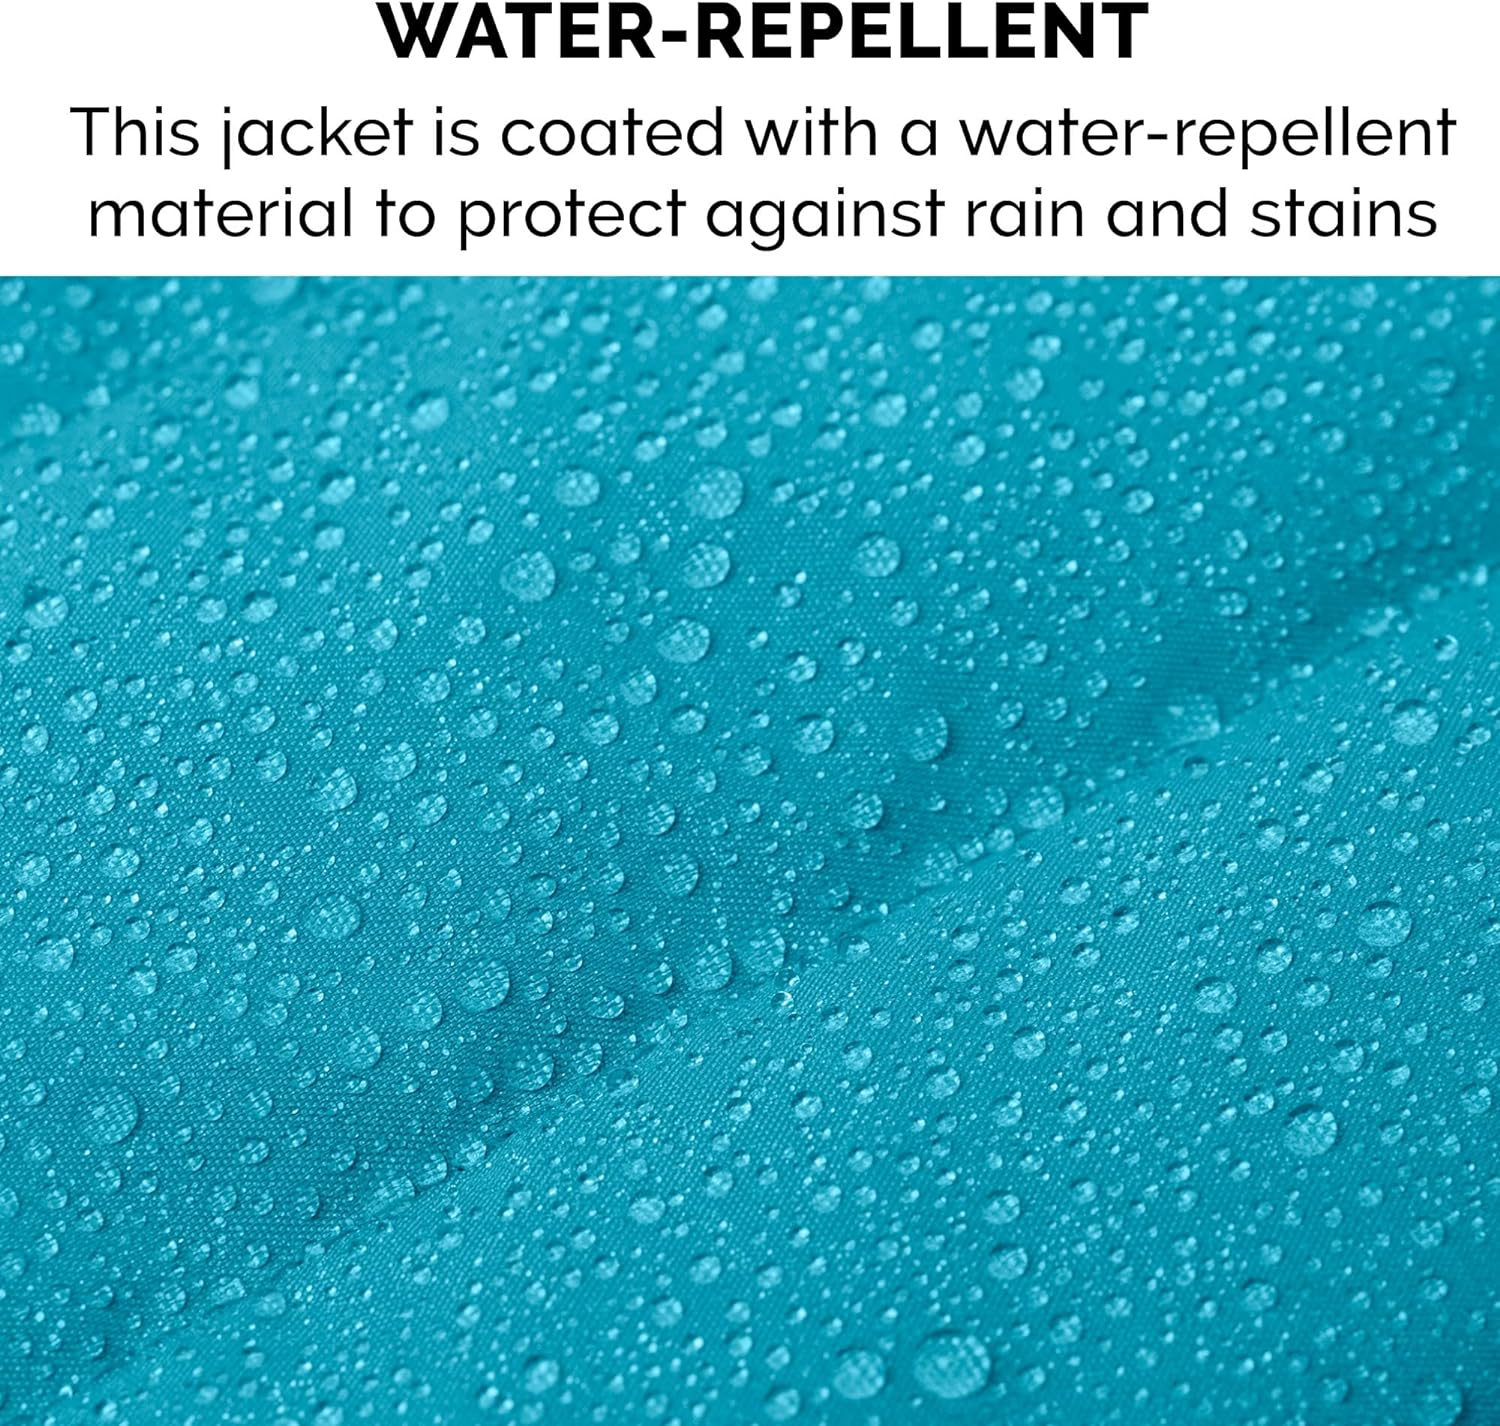 WATER-REPELLENT
This jacket is coated with a water-repellent
material to protect against rain and stains